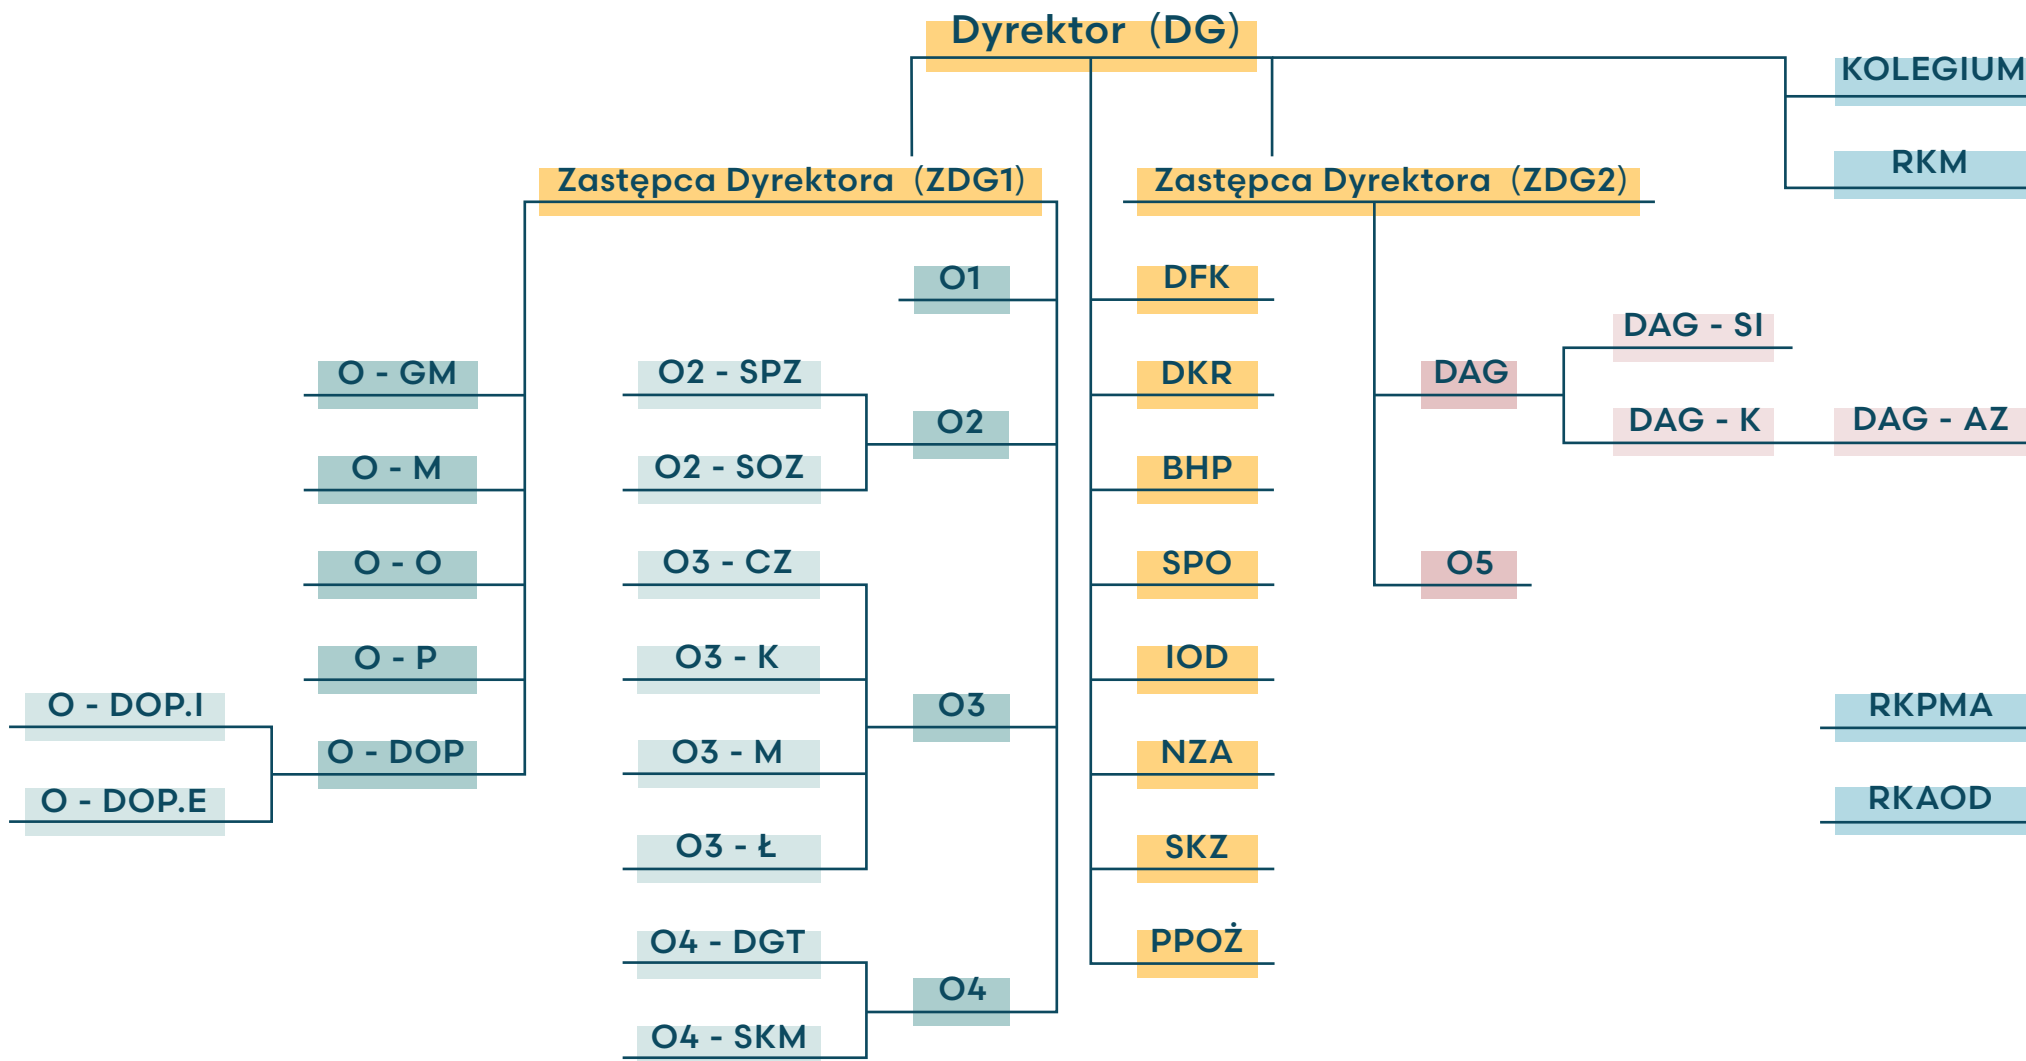 Dyrektor (DG)
KOLEGIUM
RKM
Zastępca Dyrektora (ZDG1)
Zastępca Dyrektora (ZDG2)
O1
O - GM
O - M
O - O
O - P
O - DOP
O - DOP.I
O - DOP.E
O2 - SPZ
O2 - SOZ
O2
O3 - CZ
O3 - K
O3 - M
O3 - Ł
O3
O4 - DGT
O4 - SKM
O4
DFK
DKR
BHP
SPO
IOD
NZA
SKZ
PPOŻ
DAG
DAG - SI
DAG - K
DAG - AZ
O5
RKPMA
RKAOD